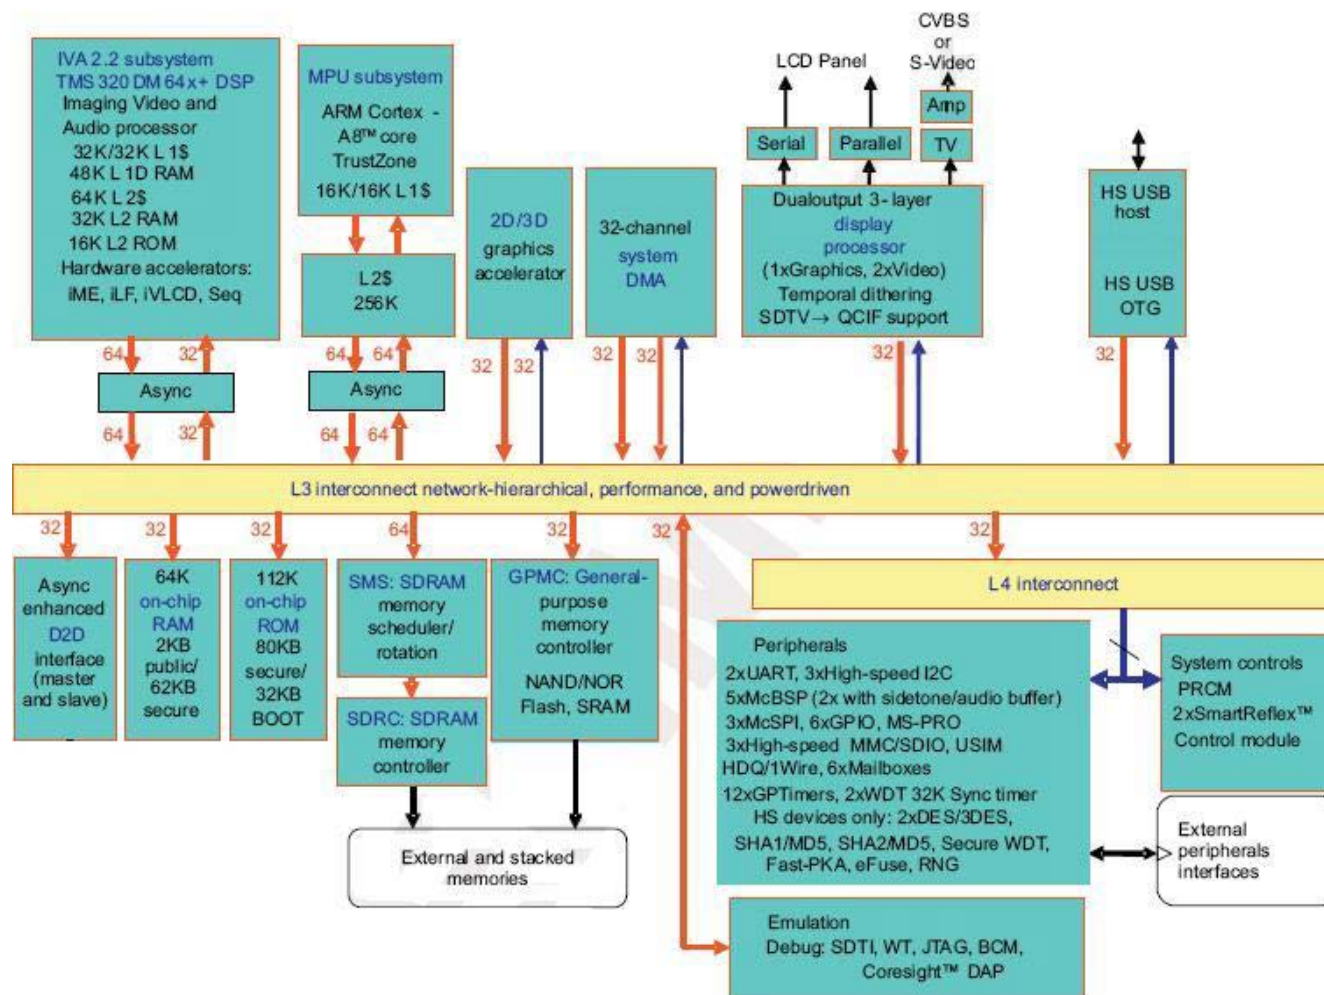 IVA 2.2 subsystem
TMS 320 DM 64x+ DSP
Imaging Video and
Audio processor
32K/32K L 1$
48K L 1D RAM
64K L 2$
32K L2 RAM
16K L2 ROM
Hardware accelerators:
iME, iLF, iVLCD, Seq
MPU subsystem
ARM Cortex -
A8™ core
TrustZone
16K/16K L1$
L2$
256K
2D/3D
graphics
accelerator
32-channel
system
DMA
LCD Panel
CVBS
or
S-Video
Amp
Serial
Parallel
TV
Dualoutput 3- layer
display
processor
(1xGraphics, 2xVideo)
Temporal dithering
SDTV→ QCIF support
HS USB
host
HS USB
OTG
64
32
64
64
32
32
32
32
32
32
Async
Async
64
32
64
64
L3 interconnect network-hierarchical, performance, and powerdriven
32
32
32
64
32
32
32
Async
enhanced
D2D
interface
(master
and slave)
64K
on-chip
RAM
2KB
public/
62KB
secure
112K
on-chip
ROM
80KB
secure/
32KB
BOOT
SMS: SDRAM
memory
scheduler/
rotation
SDRC: SDRAM
memory
controller
GPMC: General-
purpose
memory
controller
NAND/NOR
Flash, SRAM
External and stacked
memories
L4 interconnect
Peripherals
2xUART, 3xHigh-speed I2C
5xMcBSP (2x with sidetone/audio buffer)
3xMcSPI, 6xGPIO, MS-PRO
3xHigh-speed MMC/SDIO, USIM
HDQ/1Wire, 6xMailboxes
12xGPTimers, 2xWDT 32K Sync timer
HS devices only: 2xDES/3DES,
SHA1/MD5, SHA2/MD5, Secure WDT,
Fast-PKA, eFuse, RNG
System controls
PRCM
2xSmartReflex™
Control module
External
peripherals
interfaces
Emulation
Debug: SDTI, WT, JTAG, BCM,
Coresight™ DAP